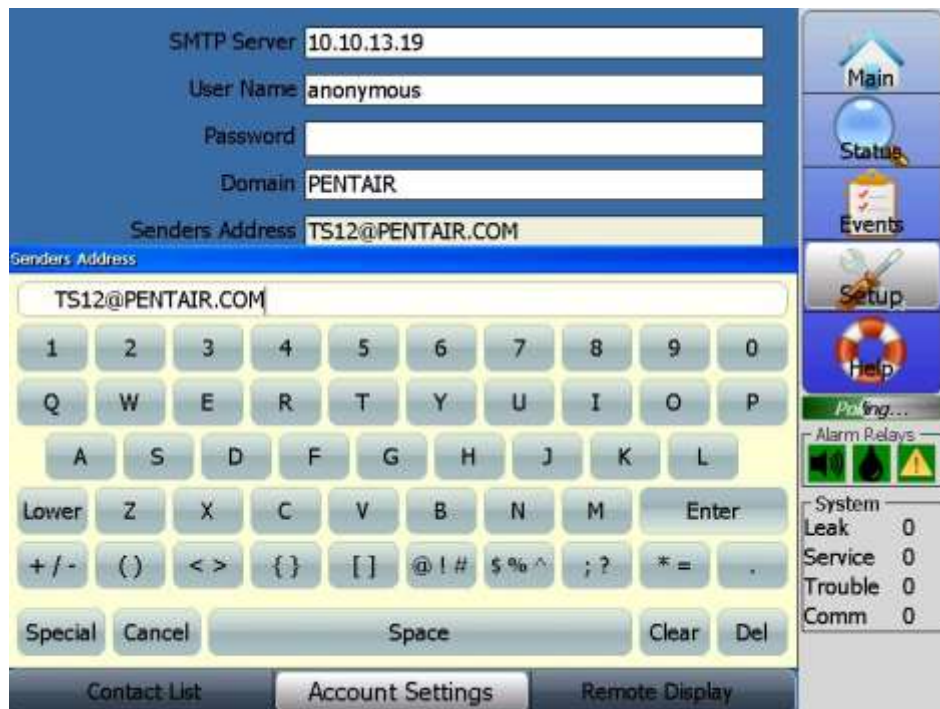 SMTP Server 10.10.13.19
User Name anonymous
Password
Domain PENTAIR
Senders Address TS12@PENTAIR.COM
Senders Address
TS12@PENTAIR.COM
1 2 3 4 5 6 7 8 9 0
Q W E R T Y U I O P
A S D F G H J K L
Lower Z X C V B N M Enter
+ / - ( ) < > { } [ ] @ ! # $ % ^ ; ? * = .
Special Cancel Space Clear Del
Contact List Account Settings Remote Display
Main
Status
Events
Setup
Help
Polling...
Alarm Relays
System
Leak 0
Service 0
Trouble 0
Comm 0